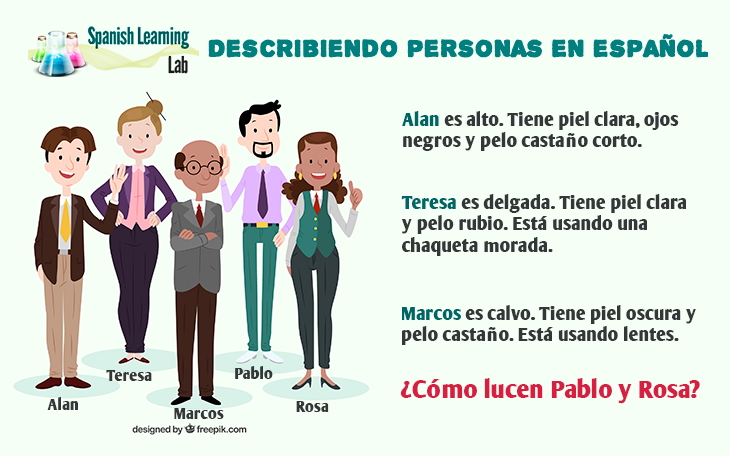 Spanish Learning
Lab
DESCRIBIENDO PERSONAS EN ESPAÑOL
Alan es alto. Tiene piel clara, ojos
negros y pelo castaño corto.
Teresa es delgada. Tiene piel clara
y pelo rubio. Está usando una
chaqueta morada.
Marcos es calvo. Tiene piel oscura y
pelo castaño. Está usando lentes.
¿Cómo lucen Pablo y Rosa?
Alan
Teresa
Marcos
Pablo
Rosa
designed by freepik.com